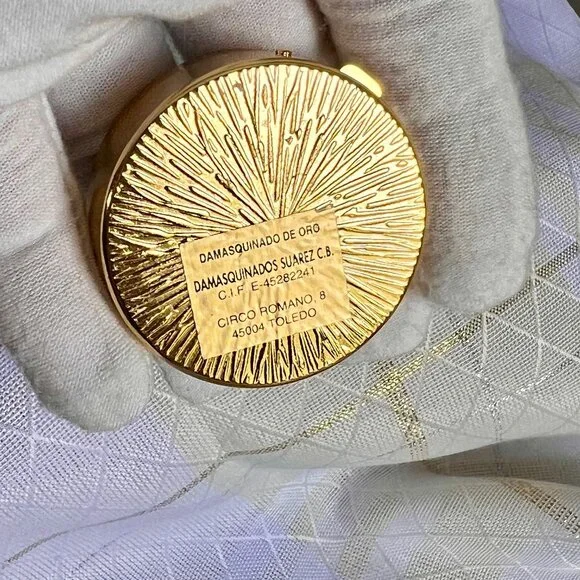 DAMASQUINADO DE ORO
DAMASQUINADOS SUAREZ C.B.
C.I.F. E-45282241
CIRCO ROMANO, 8
45004 TOLEDO